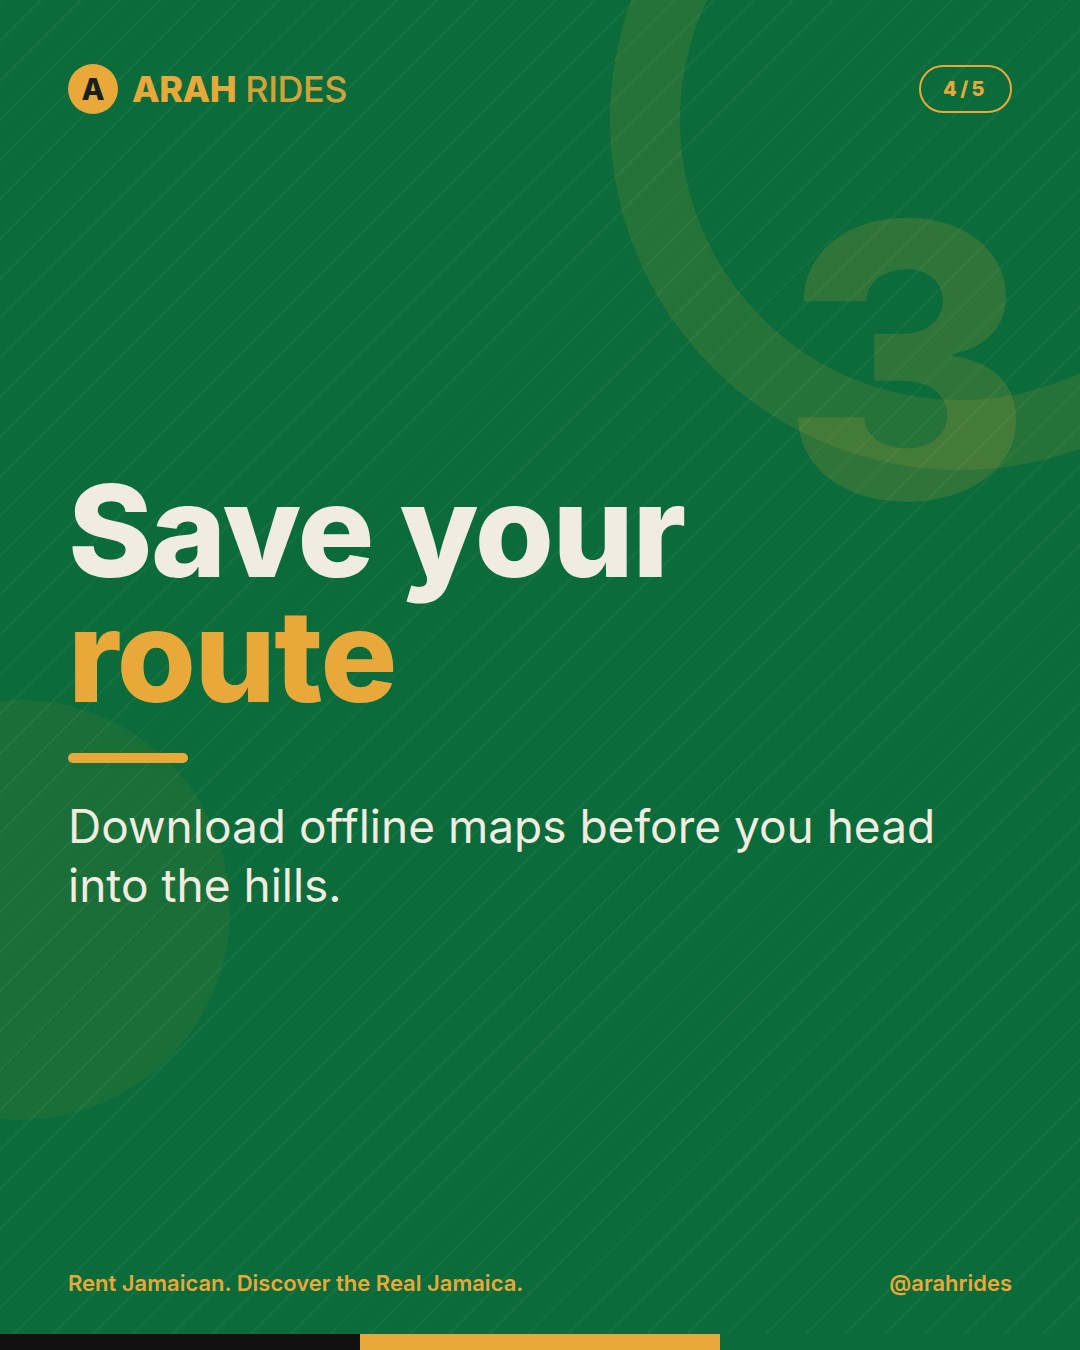 A ARAH RIDES
4/5
3
Save your
route
Download offline maps before you head
into the hills.
Rent Jamaican. Discover the Real Jamaica.
@arahrides